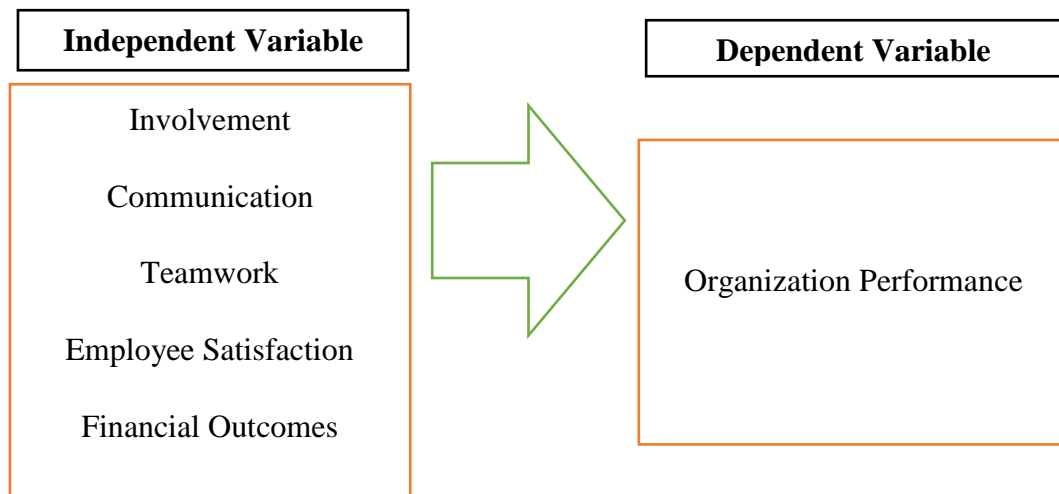 Independent Variable
Involvement
Communication
Teamwork
Employee Satisfaction
Financial Outcomes
Dependent Variable
Organization Performance